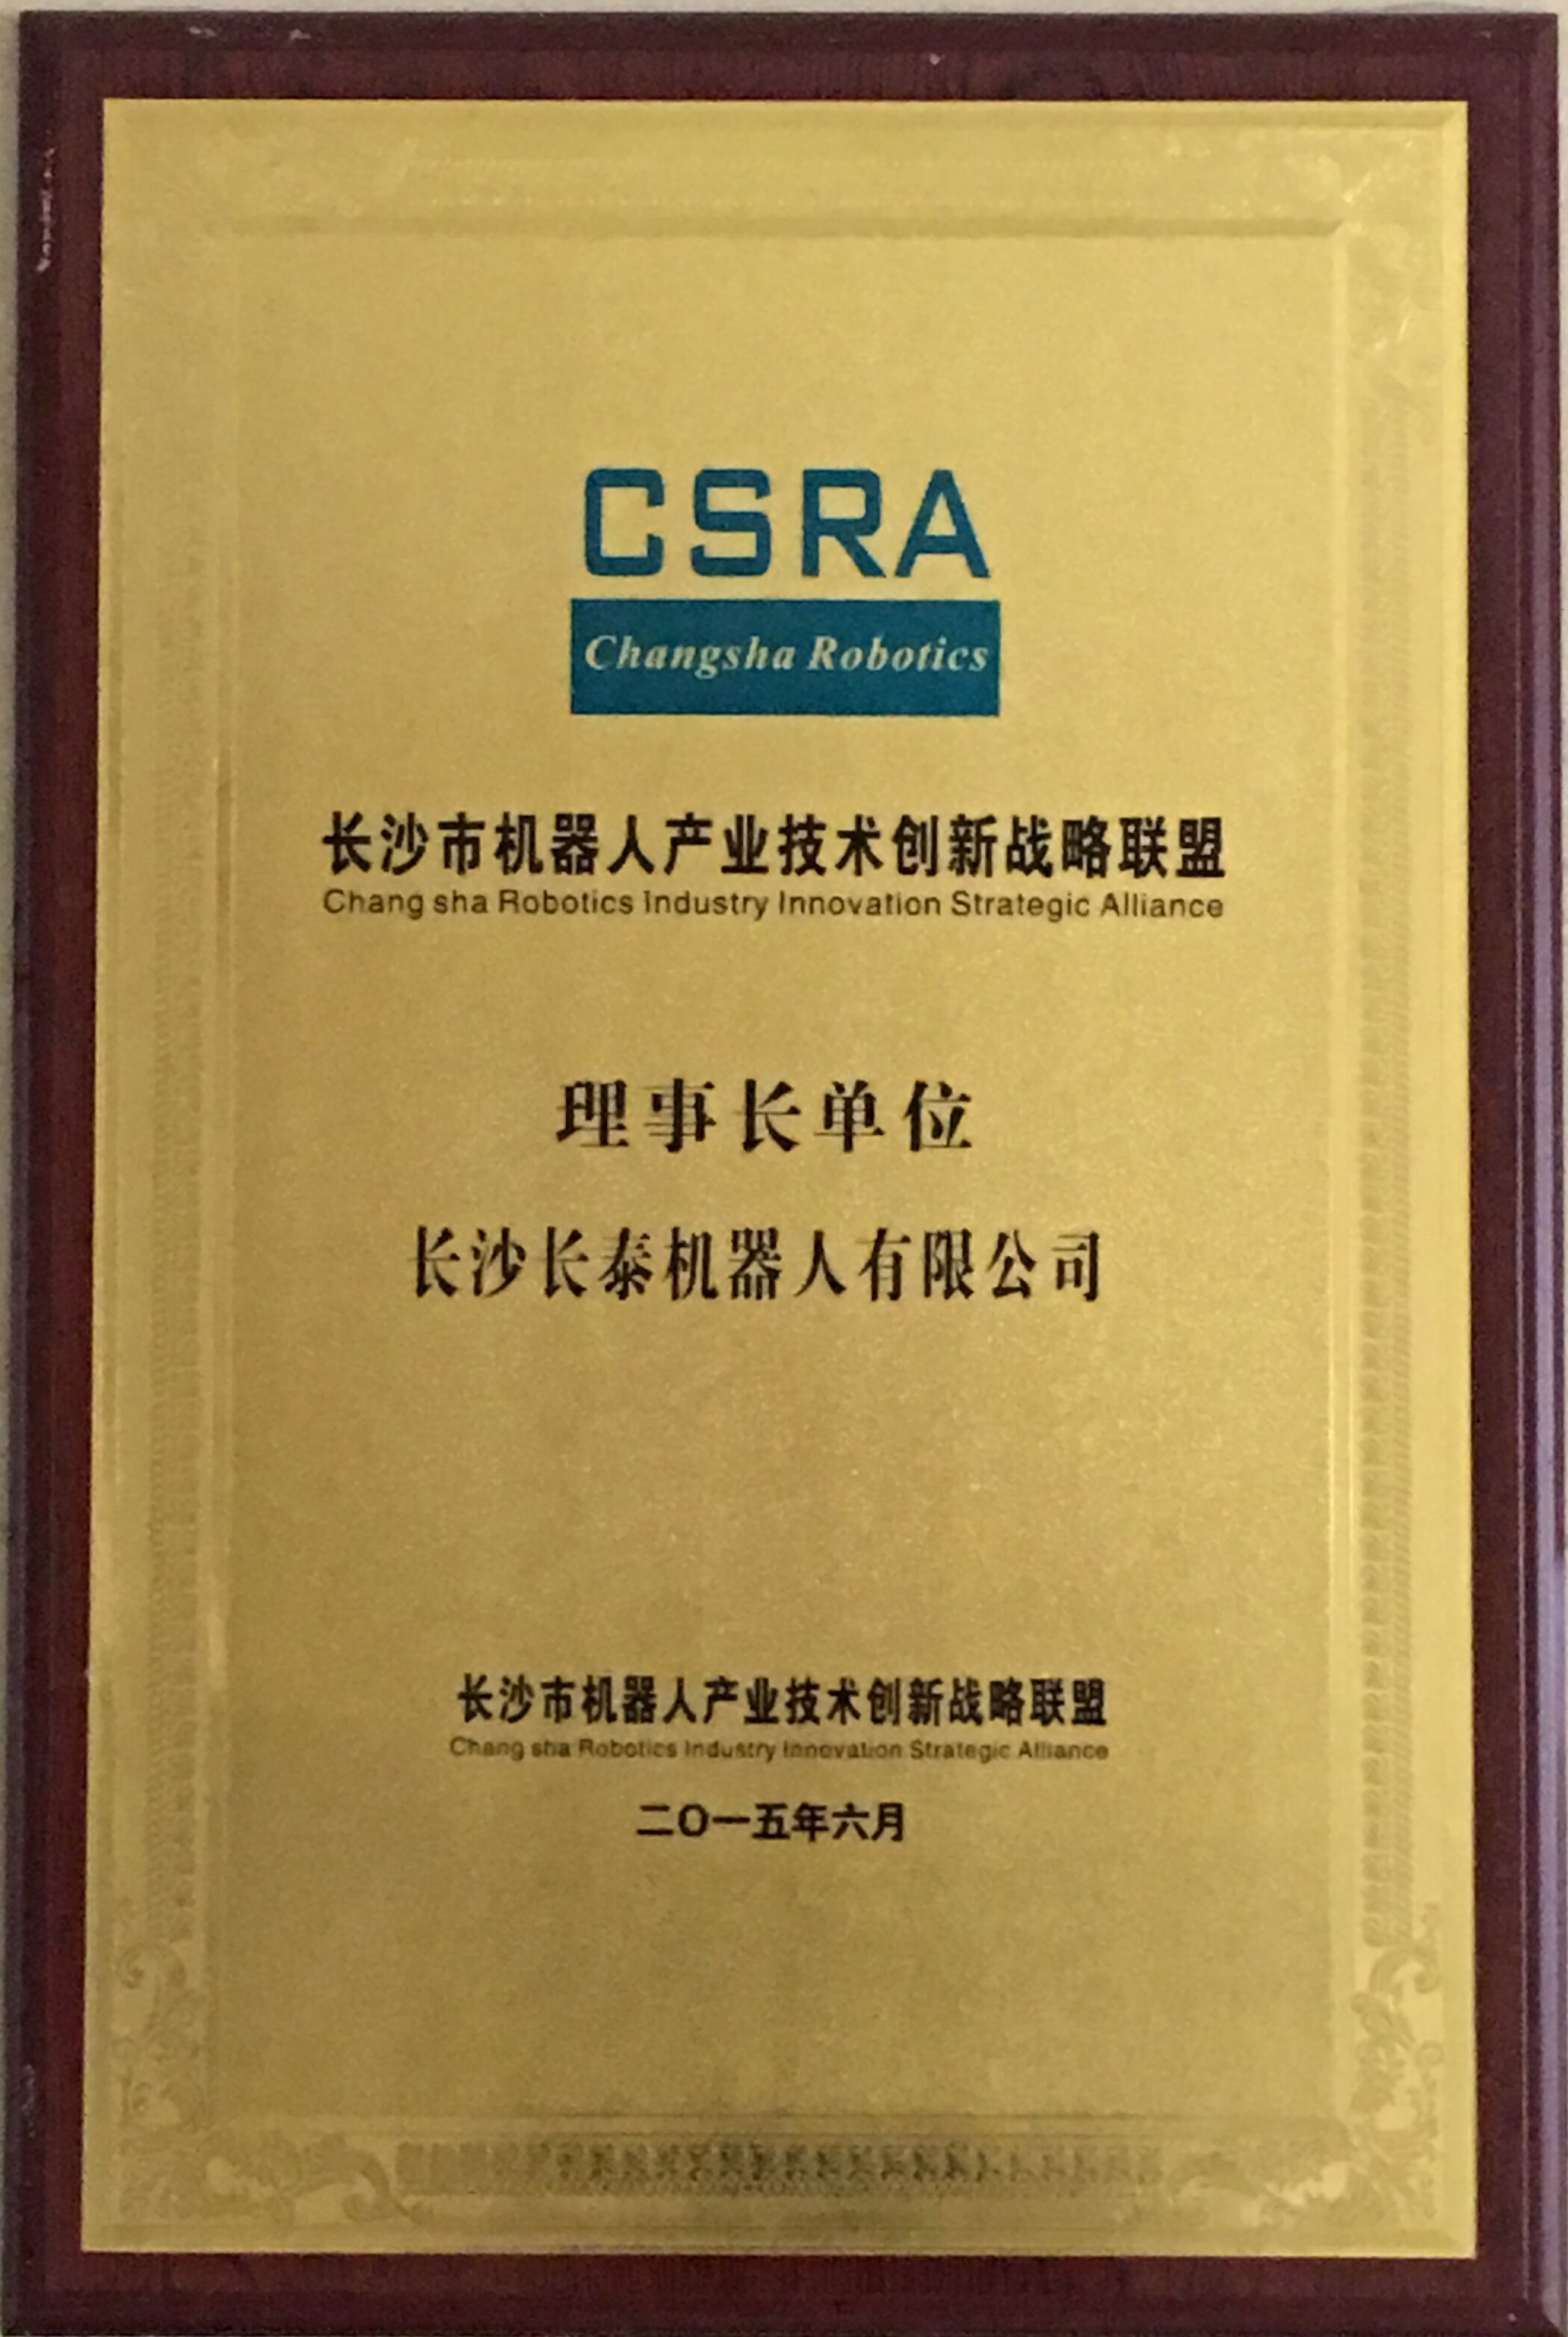 CSRA
Changsha Robotics
长沙市机器人产业技术创新战略联盟
Chang sha Robotics Industry Innovation Strategic Alliance
理事长单位
长沙长泰机器人有限公司
长沙市机器人产业技术创新战略联盟
Chang sha Robotics Industry Innovation Strategic Alliance
二〇一五年六月